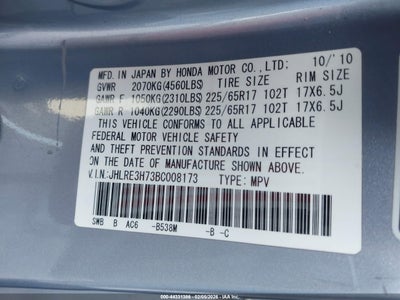 MFD. IN JAPAN BY HONDA MOTOR CO.,LTD. 10/'10
GVWR 2070KG(4560LBS) TIRE SIZE RIM SIZE
GAWR F 1050KG(2310LBS) 225/65R17 102T 17X6.5J
GAWR R 1040KG(2290LBS) 225/65R17 102T 17X6.5J
THIS VEHICLE CONFORMS TO ALL APPLICABLE
FEDERAL MOTOR VEHICLE SAFETY
AND THEFT PREVENTION STANDARDS IN EFFECT ON
THE DATE OF MANUFACTURE SHOWN ABOVE.
V.I.N:JHLRE3H73BC008173 TYPE: MPV
SWB B AC6 -B538M -B -C